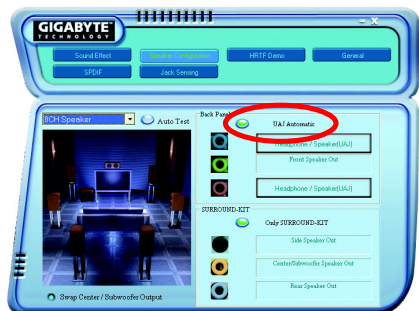 GIGABYTE
TECHNOLOGY
- X
Sound Effect
Speaker Configuration
HRTF Demo
General
SPDIF
Jack Sensing
8CH Speaker
Auto Test
Back Panel
UAJ Automatic
Headphone / Speaker(UAJ)
Front Speaker Out
Headphone / Speaker(UAJ)
SURROUND-KIT
Only SURROUND-KIT
Side Speaker Out
Center/Subwoofer Speaker Out
Rear Speaker Out
Swap Center / Subwoofer Output